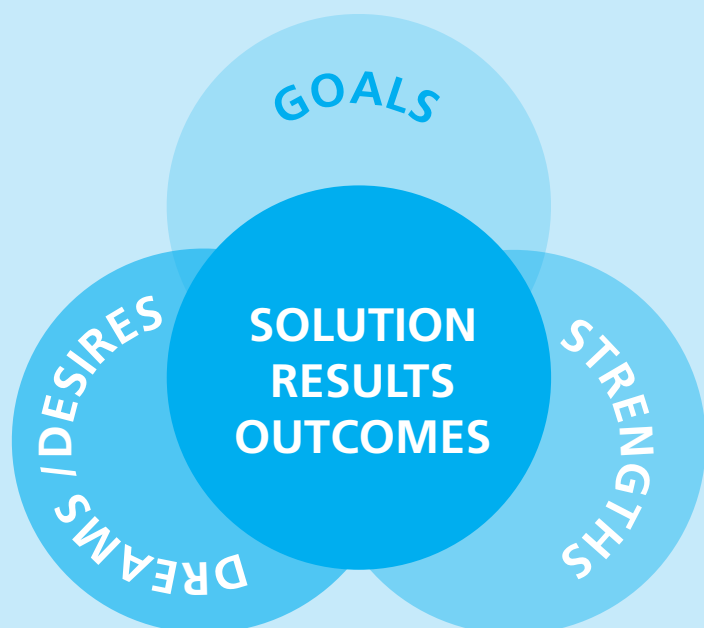 GOALS
DREAMS /DESIRES
SOLUTION
RESULTS
OUTCOMES
STRENGTHS